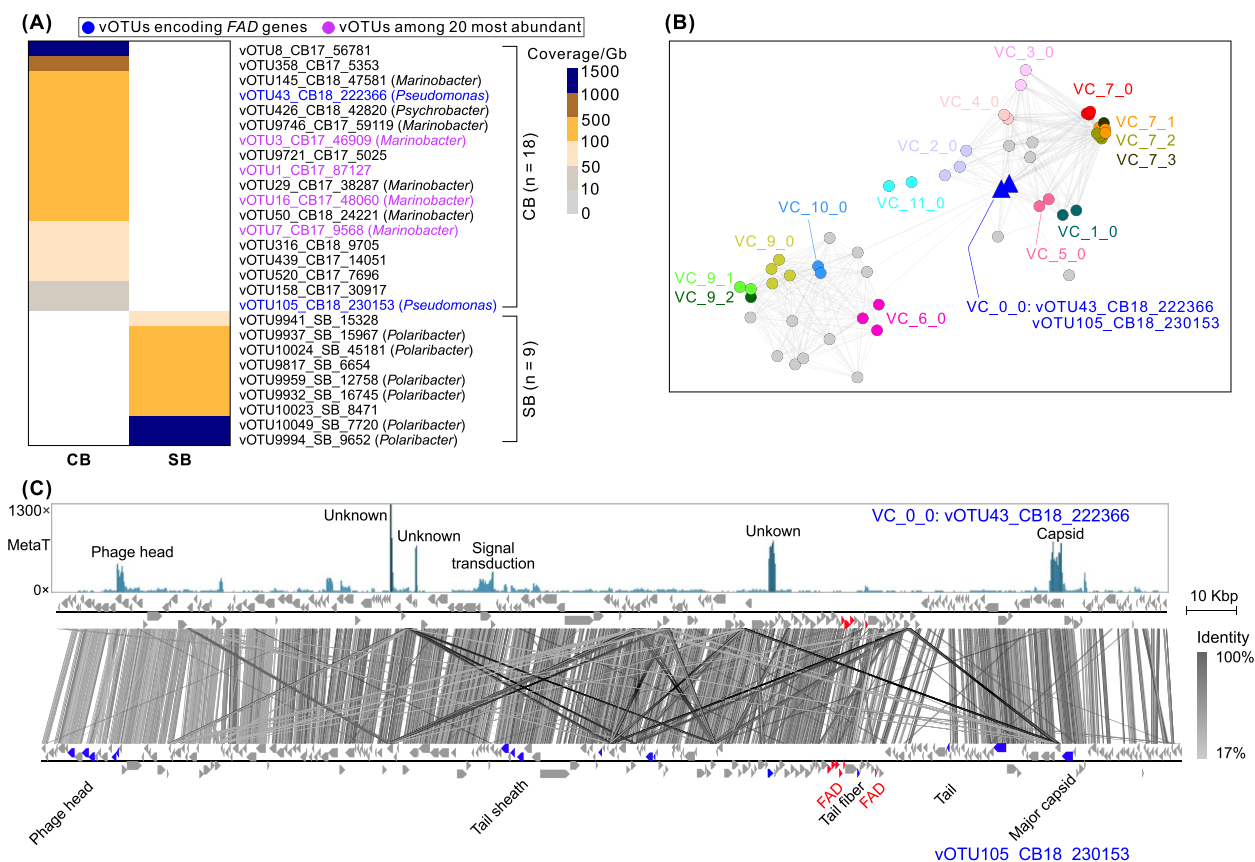 (A)
vOTUs encoding FAD genes
vOTUs among 20 most abundant
vOTU8_CB17_56781
vOTU358_CB17_5353
vOTU145_CB18_47581 (Marinobacter)
vOTU43_CB18_222366 (Pseudomonas)
vOTU426_CB18_42820 (Psychrobacter)
vOTU9746_CB17_59119 (Marinobacter)
vOTU3_CB17_46909 (Marinobacter)
vOTU9721_CB17_5025
vOTU1_CB17_87127
vOTU29_CB17_38287 (Marinobacter)
vOTU16_CB17_48060 (Marinobacter)
vOTU50_CB18_24221 (Marinobacter)
vOTU7_CB17_9568 (Marinobacter)
vOTU316_CB18_9705
vOTU439_CB17_14051
vOTU520_CB17_7696
vOTU158_CB17_30917
vOTU105_CB18_230153 (Pseudomonas)
vOTU9941_SB_15328
vOTU9937_SB_15967 (Polaribacter)
vOTU10024_SB_45181 (Polaribacter)
vOTU9817_SB_6654
vOTU9959_SB_12758 (Polaribacter)
vOTU9932_SB_16745 (Polaribacter)
vOTU10023_SB_8471
vOTU10049_SB_7720 (Polaribacter)
vOTU9994_SB_9652 (Polaribacter)
CB (n = 18)
SB (n = 9)
CB
SB
Coverage/Gb
1500
1000
500
100
50
10
0
(B)
VC_3_0
VC_7_0
VC_4_0
VC_7_1
VC_7_2
VC_7_3
VC_2_0
VC_11_0
VC_10_0
VC_1_0
VC_5_0
VC_9_0
VC_9_1
VC_9_2
VC_6_0
VC_0_0: vOTU43_CB18_222366
vOTU105_CB18_230153
(C)
1300×
MetaT
0×
Phage head
Unknown
Unknown
Signal
transduction
Unkown
VC_0_0: vOTU43_CB18_222366
Capsid
10 Kbp
Identity
100%
17%
Phage head
Tail sheath
FAD
Tail fiber
FAD
Tail
Major capsid
vOTU105_CB18_230153